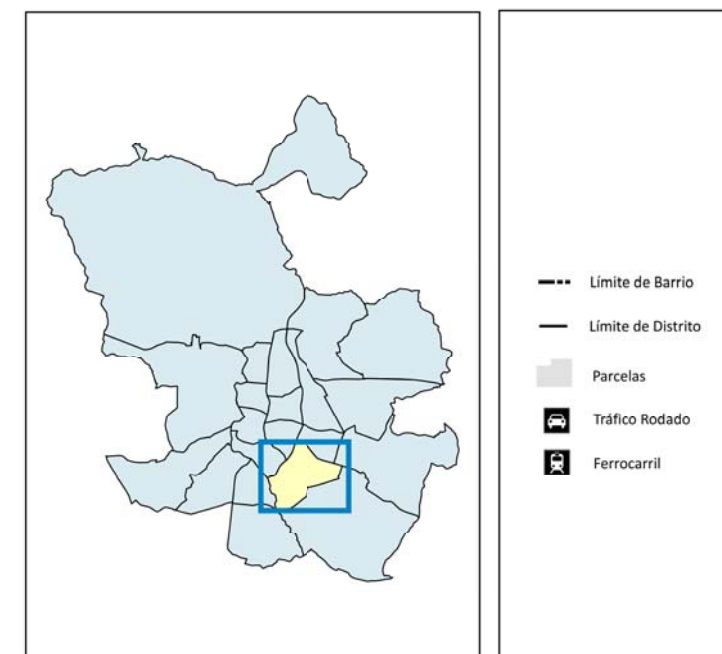 Límite de Barrio
Límite de Distrito
Parcelas
Tráfico Rodado
Ferrocarril